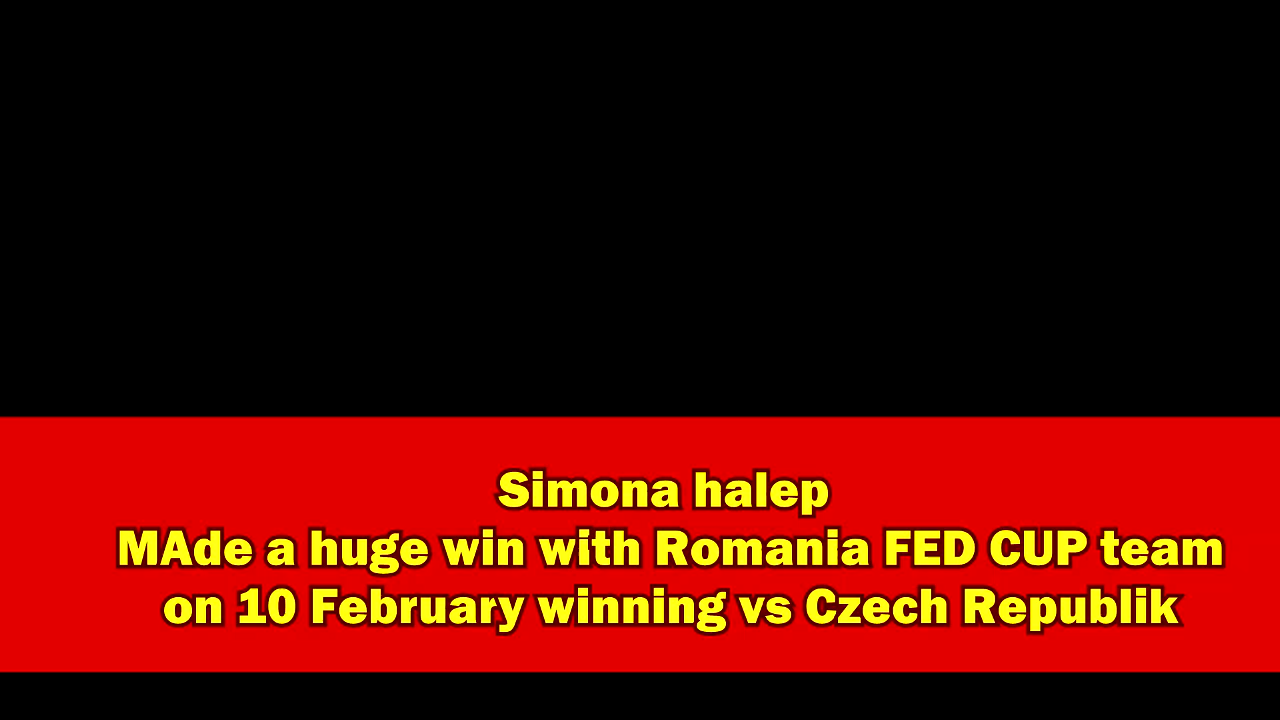 Simona halep
MAde a huge win with Romania FED CUP team
on 10 February winning vs Czech Republik